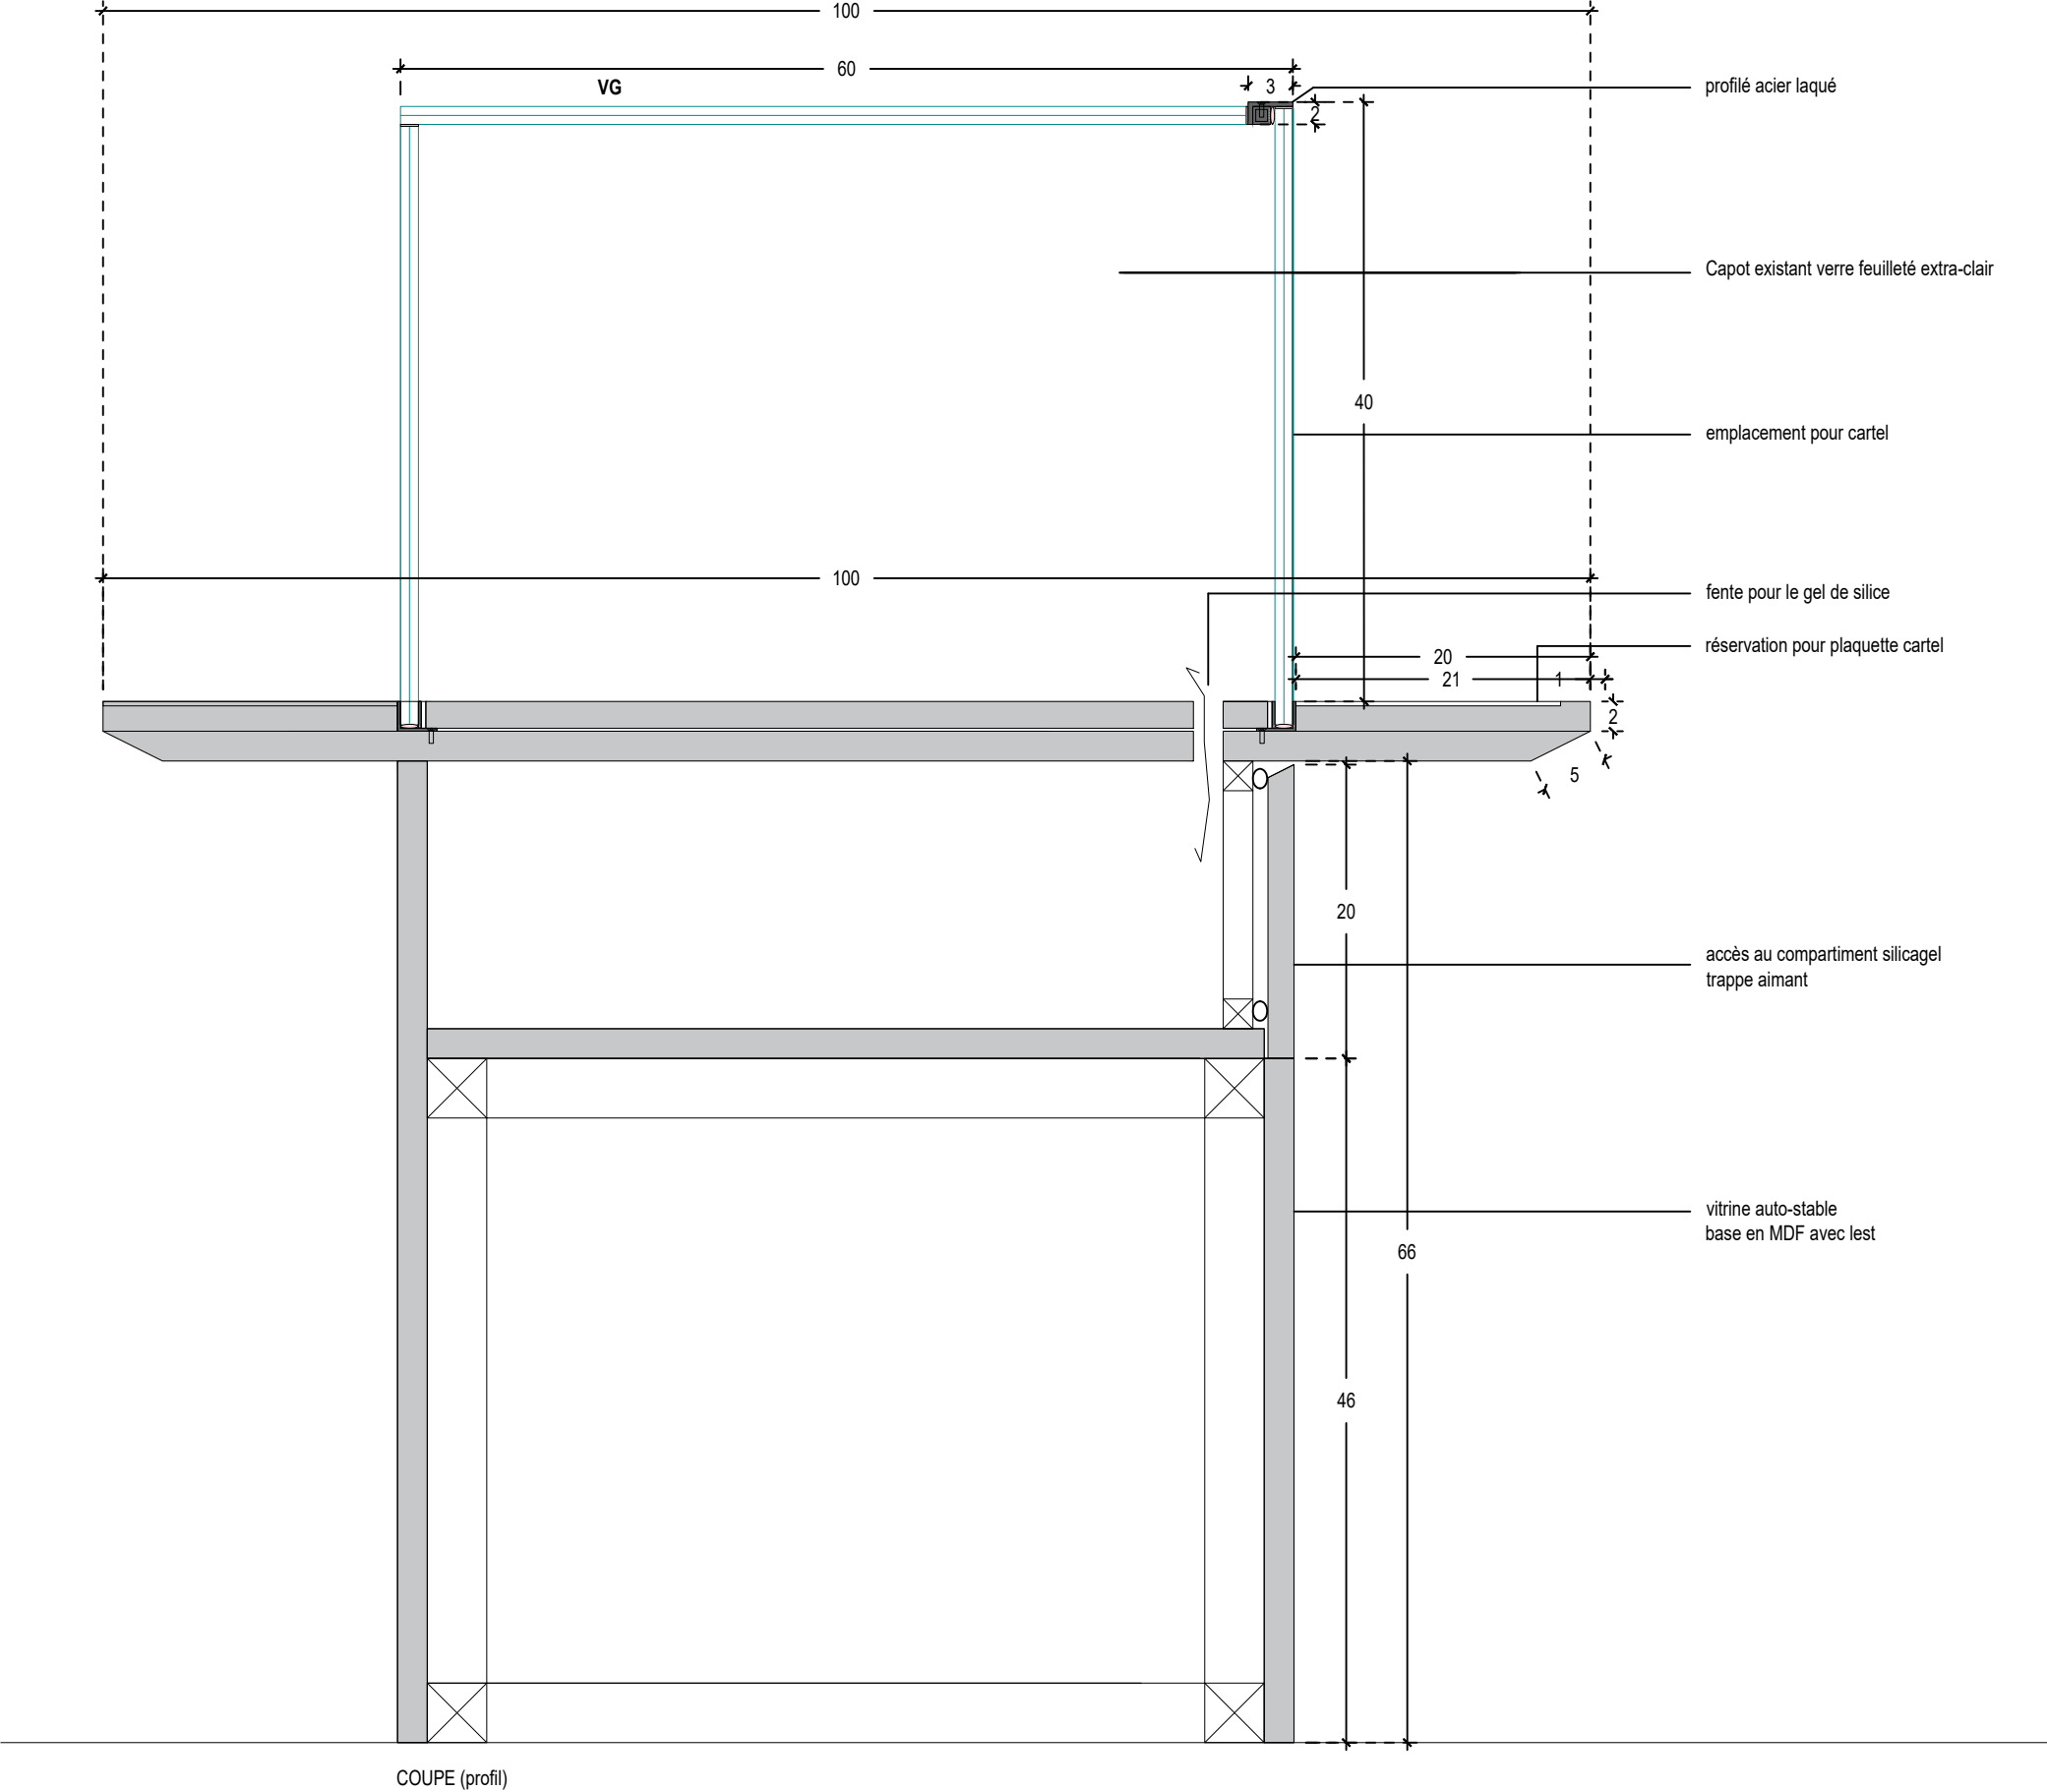 100
60
VG
3
profilé acier laqué
2
Capot existant verre feuilleté extra-clair
40
emplacement pour cartel
100
fente pour le gel de silice
réservation pour plaquette cartel
20
21
1
2
5
20
accès au compartiment silicagel
trappe aimant
vitrine auto-stable
base en MDF avec lest
66
46
COUPE (profil)